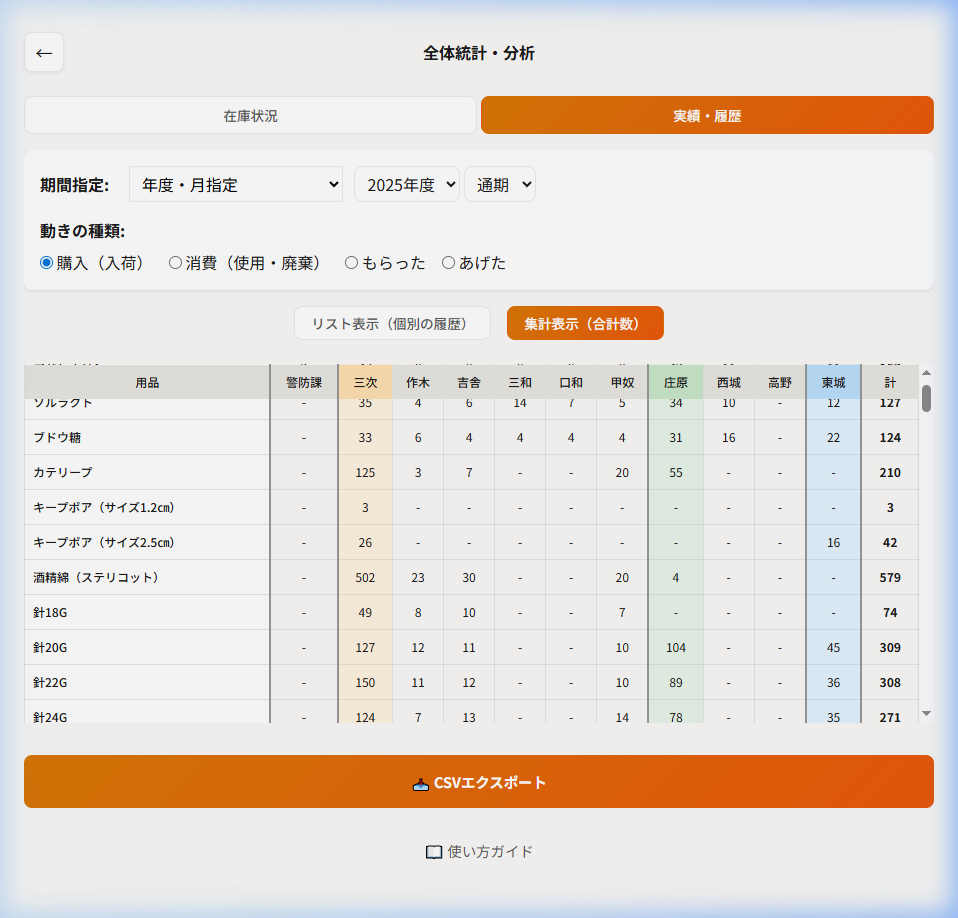 ←
全体統計・分析
在庫状況 実績・履歴
期間指定: 年度・月指定 2025年度 通期
動きの種類:
購入（入荷） 消費（使用・廃棄） もらった あげた
リスト表示（個別の履歴） 集計表示（合計数）
用品 警防課 三次 作木 吉舎 三和 口和 甲奴 庄原 西城 高野 東城 計
ソルラクト - 35 4 6 14 7 5 34 10 - 12 127
ブドウ糖 - 33 6 4 4 4 4 31 16 - 22 124
カテリープ - 125 3 7 - - 20 55 - - - 210
キープポア（サイズ1.2㎝） - 3 - - - - - - - - - 3
キープポア（サイズ2.5㎝） - 26 - - - - - - - - 16 42
酒精綿（ステリコット） - 502 23 30 - - 20 4 - - - 579
針18G - 49 8 10 - - 7 - - - - 74
針20G - 127 12 11 - - 10 104 - - 45 309
針22G - 150 11 12 - - 10 89 - - 36 308
針24G - 124 7 13 - - 14 78 - - 35 271
📥 CSVエクスポート
📖 使い方ガイド